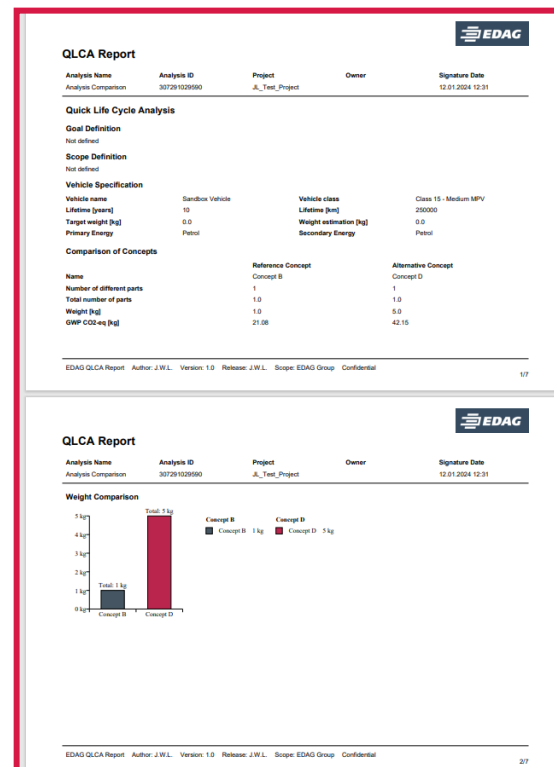 EDAG
QLCA Report
Analysis Name Analysis ID Project Owner Signature Date
Analysis Comparison 307291029590 JL_Test_Project 12.01.2024 12:31
Quick Life Cycle Analysis
Goal Definition
Not defined
Scope Definition
Not defined
Vehicle Specification
Vehicle name Sandbox Vehicle Vehicle class Class 15 - Medium MPV
Lifetime [years] 10 Lifetime [km] 250000
Target weight [kg] 0.0 Weight estimation [kg] 0.0
Primary Energy Petrol Secondary Energy Petrol
Comparison of Concepts
Reference Concept Alternative Concept
Name Concept B Concept D
Number of different parts 1 1
Total number of parts 1.0 1.0
Weight [kg] 1.0 5.0
GWP CO2-eq [kg] 21.08 42.15
EDAG QLCA Report Author: J.W.L. Version: 1.0 Release: J.W.L. Scope: EDAG Group Confidential
1/7
EDAG
QLCA Report
Analysis Name Analysis ID Project Owner Signature Date
Analysis Comparison 307291029590 JL_Test_Project 12.01.2024 12:31
Weight Comparison
Total: 5 kg
5 kg
Concept B Concept D
Concept B 1 kg Concept D 5 kg
4 kg
3 kg
2 kg
Total: 1 kg
1 kg
0 kg
Concept B Concept D
EDAG QLCA Report Author: J.W.L. Version: 1.0 Release: J.W.L. Scope: EDAG Group Confidential
2/7